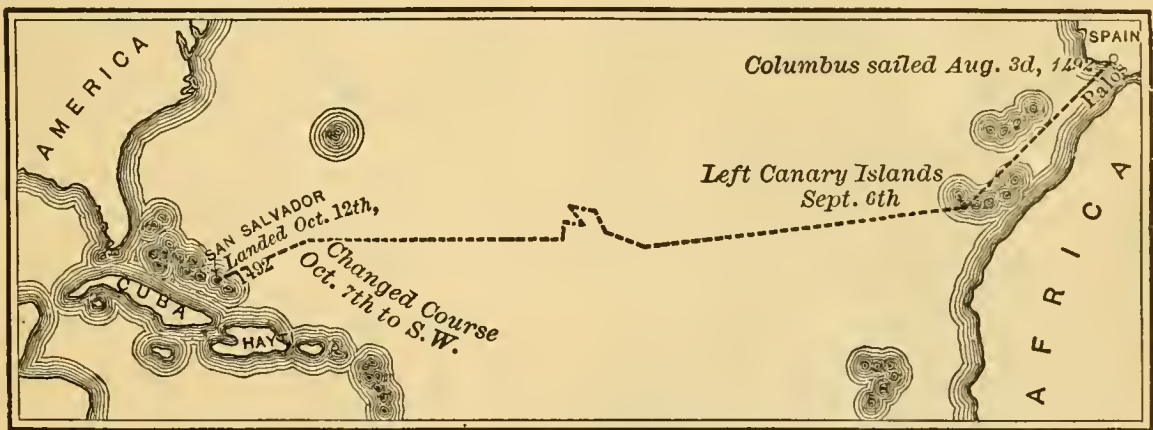 AMERICA
SPAIN
Columbus sailed Aug. 3d, 1492
Palos
Left Canary Islands
Sept. 6th
AFRICA
SAN SALVADOR
Landed Oct. 12th,
1492
Changed Course
Oct. 7th to S.W.
CUBA
HAYTI